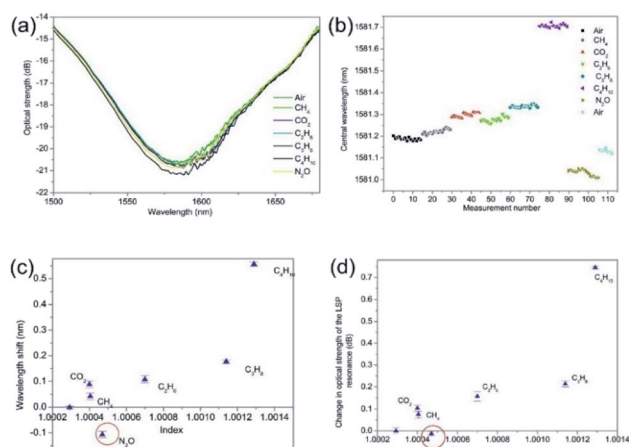 (a)
-14
-15
-16
-17
-18
-19
-20
-21
-22
Optical strength (dB)
Air
CH4
CO2
N2O
1500
1550
1600
1650
Wavelength (nm)
(b)
1581.7
1581.6
1581.5
1581.4
1581.3
1581.2
1581.1
1581.0
Central wavelength (nm)
Air
CH4
CO2
C4H10
N2O
Air
0 10 20 30 40 50 60 70 80 90 100 110
Measurement number
(c)
0.5
0.4
0.3
0.2
0.1
0.0
-0.1
Wavelength shift (nm)
C4H10
C3H8
CO2
CH4
N2O
1.0002 1.0004 1.0006 1.0008 1.0010 1.0012 1.0014
Index
(d)
0.7
0.6
0.5
0.4
0.3
0.2
0.1
0.0
Change in optical strength of the LSP
resonance (dB)
C4H10
C3H8
CO2
CH4
N2O
1.0002 1.0004 1.0006 1.0008 1.0010 1.0012 1.0014